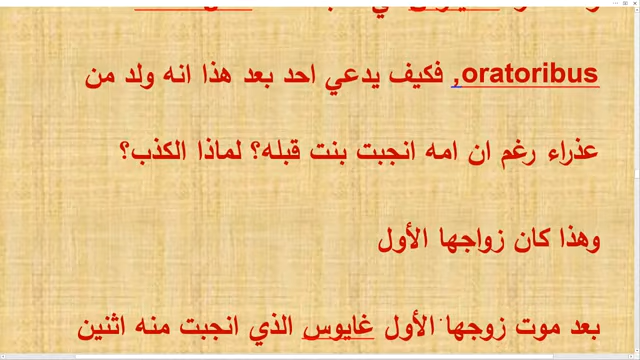 oratoribus, فكيف يدعي احد بعد هذا انه ولد من
عذراء رغم ان امه انجبت بنت قبله؟ لماذا الكذب؟
وهذا كان زواجها الأول
بعد موت زوجها الأول غايوس الذي انجبت منه اثنين